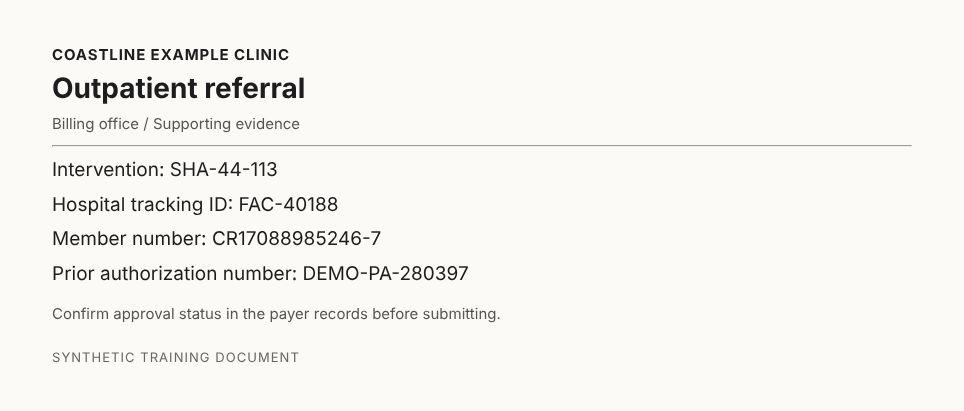 COASTLINE EXAMPLE CLINIC
Outpatient referral
Billing office / Supporting evidence
Intervention: SHA-44-113
Hospital tracking ID: FAC-40188
Member number: CR17088985246-7
Prior authorization number: DEMO-PA-280397
Confirm approval status in the payer records before submitting.
SYNTHETIC TRAINING DOCUMENT